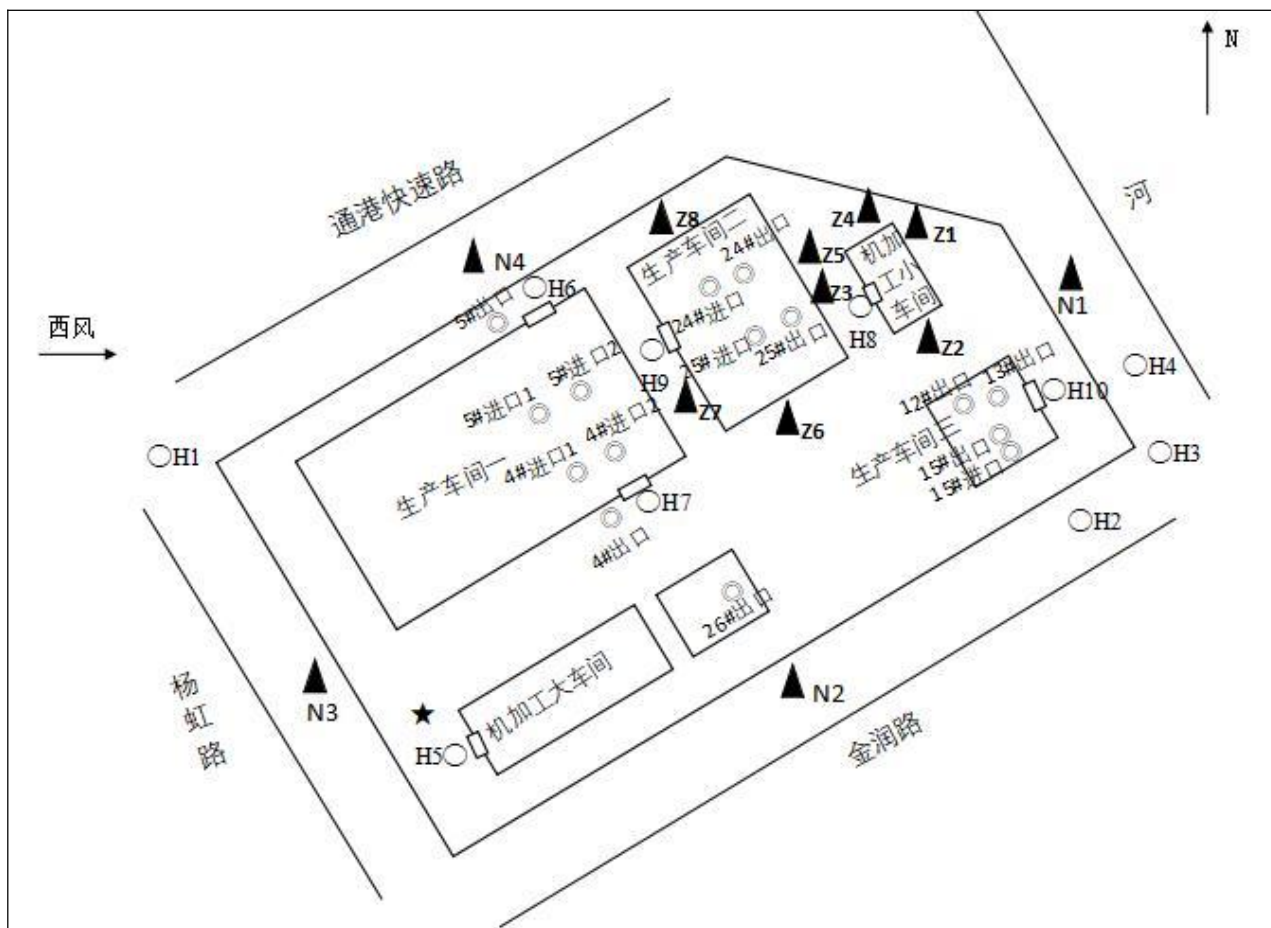 N
通港快速路
河
西风
N4
Z8
生产车间二
24#出口
24#进口
25#进口
25#出口
Z4
Z1
Z5
Z3
机加
工小
车间
H8
Z2
N1
H4
H6
5#出口
5#进口2
5#进口1
4#进口2
4#进口1
生产车间一
H9
Z7
Z6
12#出口
13#
H10
生产车间三
15#出口
15#进口
H3
H2
H1
H7
4#出口
26#出口
机加工大车间
★
H5
N3
N2
杨
虹
路
金润路